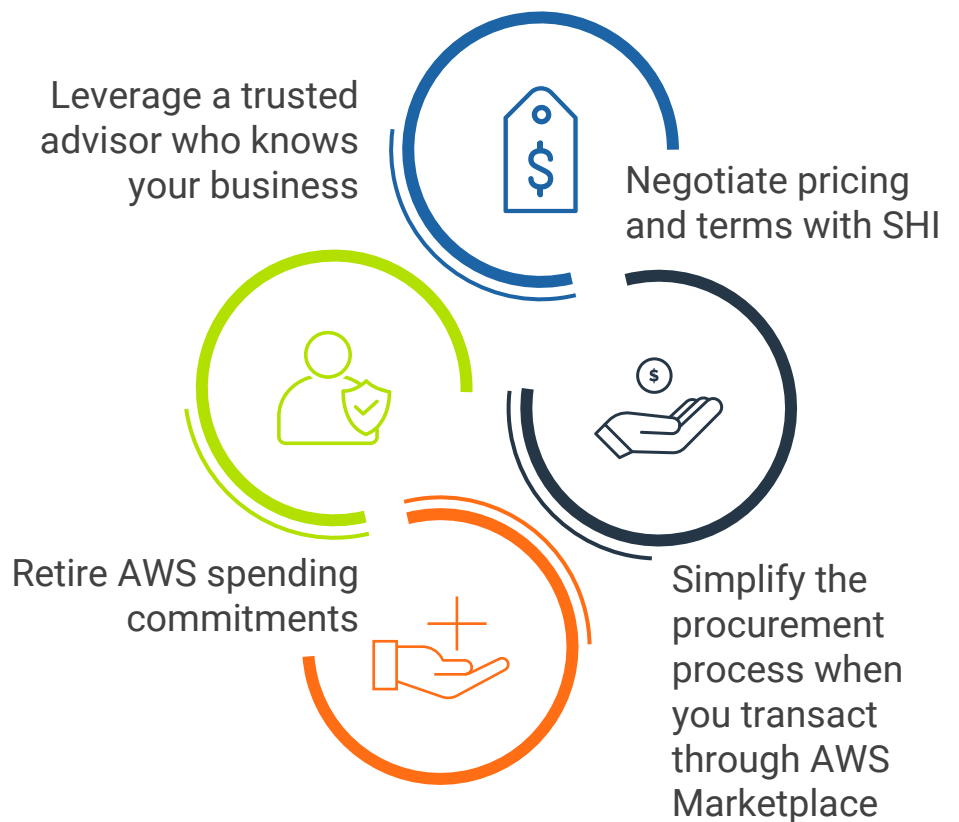 Leverage a trusted
advisor who knows
your business
$
Negotiate pricing
and terms with SHI
$
Retire AWS spending
commitments
Simplify the
procurement
process when
you transact
through AWS
Marketplace